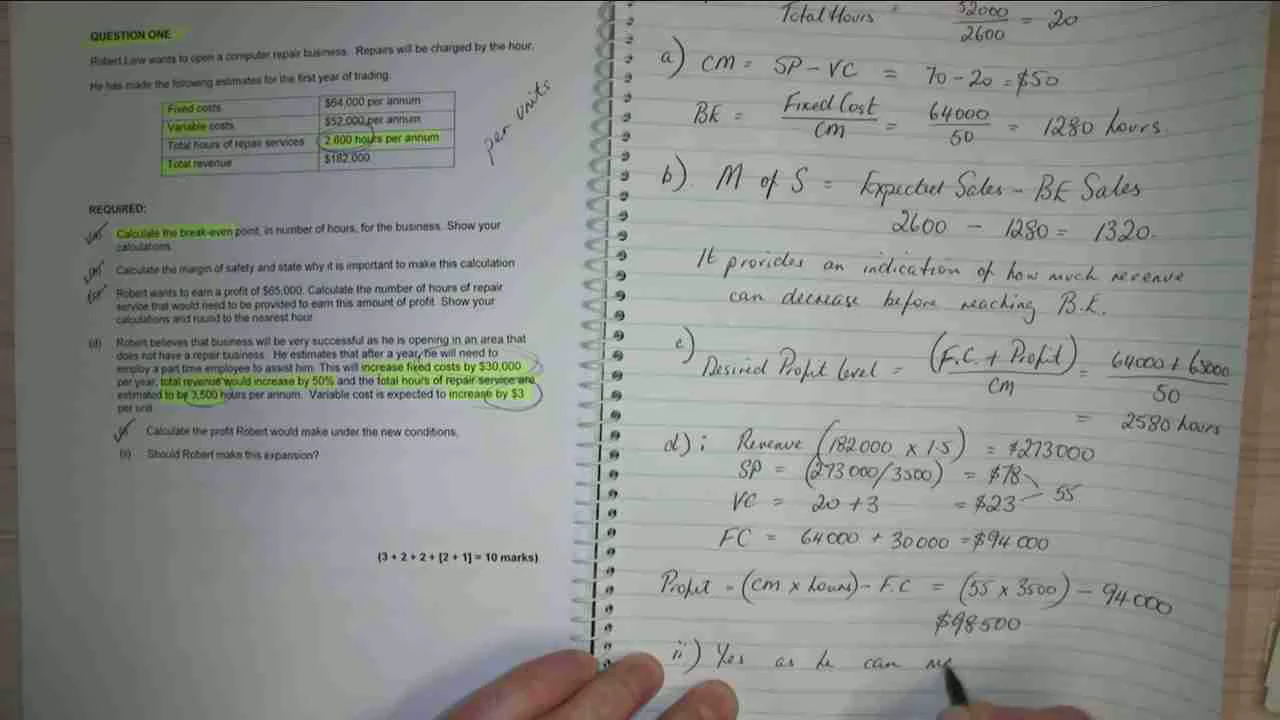 QUESTION ONE
Robert Law wants to open a computer repair business. Repairs will be charged by the hour.
He has made the following estimates for the first year of trading.
Fixed costs $64,000 per annum
Variable costs $52,000 per annum
Total hours of repair services 2,600 hours per annum
Total revenue $182,000
per units
REQUIRED:
(a) Calculate the break-even point, in number of hours, for the business. Show your
calculations.
(b) Calculate the margin of safety and state why it is important to make this calculation
(c) Robert wants to earn a profit of $65,000. Calculate the number of hours of repair
service that would need to be provided to earn this amount of profit. Show your
calculations and round to the nearest hour
(d) Robert believes that business will be very successful as he is opening in an area that
does not have a repair business. He estimates that after a year, he will need to
employ a part time employee to assist him. This will increase fixed costs by $30,000
per year, total revenue would increase by 50% and the total hours of repair service are
estimated to be 3,500 hours per annum. Variable cost is expected to increase by $3
per unit
Calculate the profit Robert would make under the new conditions.
(ii) Should Robert make this expansion?
(3 + 2 + 2 + [2 + 1] = 10 marks)
Total Hours 52000 / 2600 = 20
a) CM = SP - VC = 70 - 20 = $50
BE = Fixed Cost / CM = 64000 / 50 = 1280 hours
b) M of S = Expected Sales - BE Sales
2600 - 1280 = 1320
It provides an indication of how much revenue
can decrease before reaching B.E.
c) Desired Profit Level = (F.C + Profit) / CM = 64000 + 65000 / 50
= 2580 hours
d) i Revenue (182000 x 1.5) = $273000
SP = (273000/3500) = $78
VC = 20 + 3 = $23 55
FC = 64000 + 30000 = $94000
Profit = (CM x hours) - F.C = (55 x 3500) - 94000
$98500
ii) Yes as he can